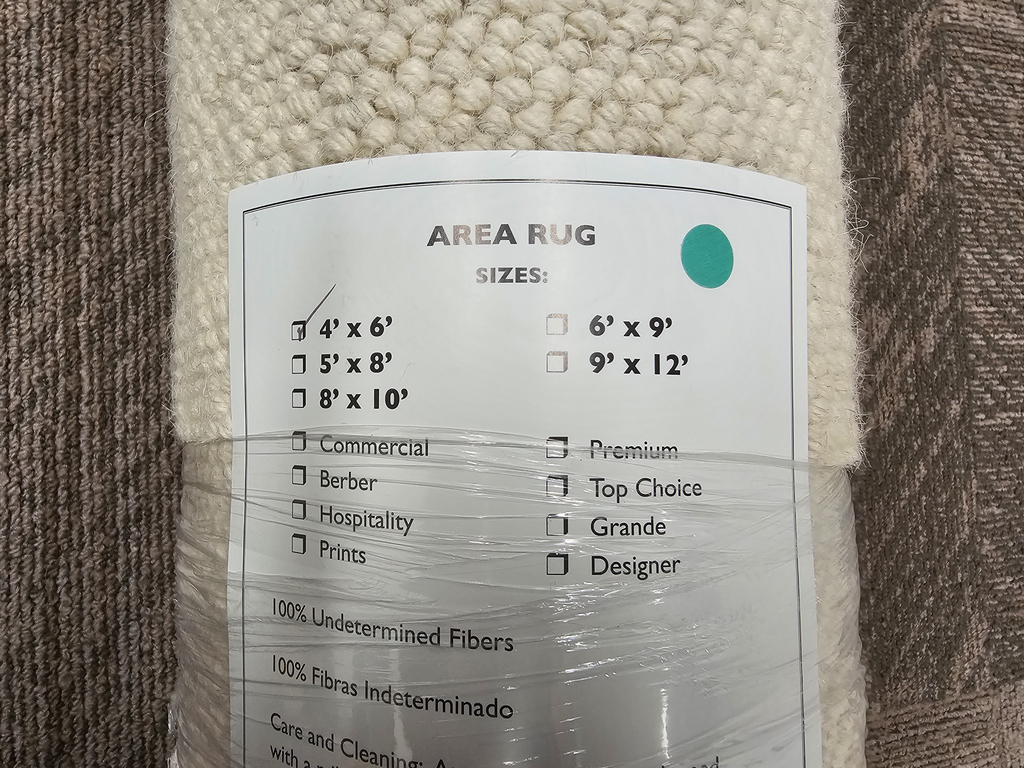 AREA RUG
SIZES:
4' x 6'
6' x 9'
5' x 8'
9' x 12'
8' x 10'
Commercial
Premium
Berber
Top Choice
Hospitality
Grande
Prints
Designer
100% Undetermined Fibers
100% Fibras Indeterminado
Care and Cleaning:
with a